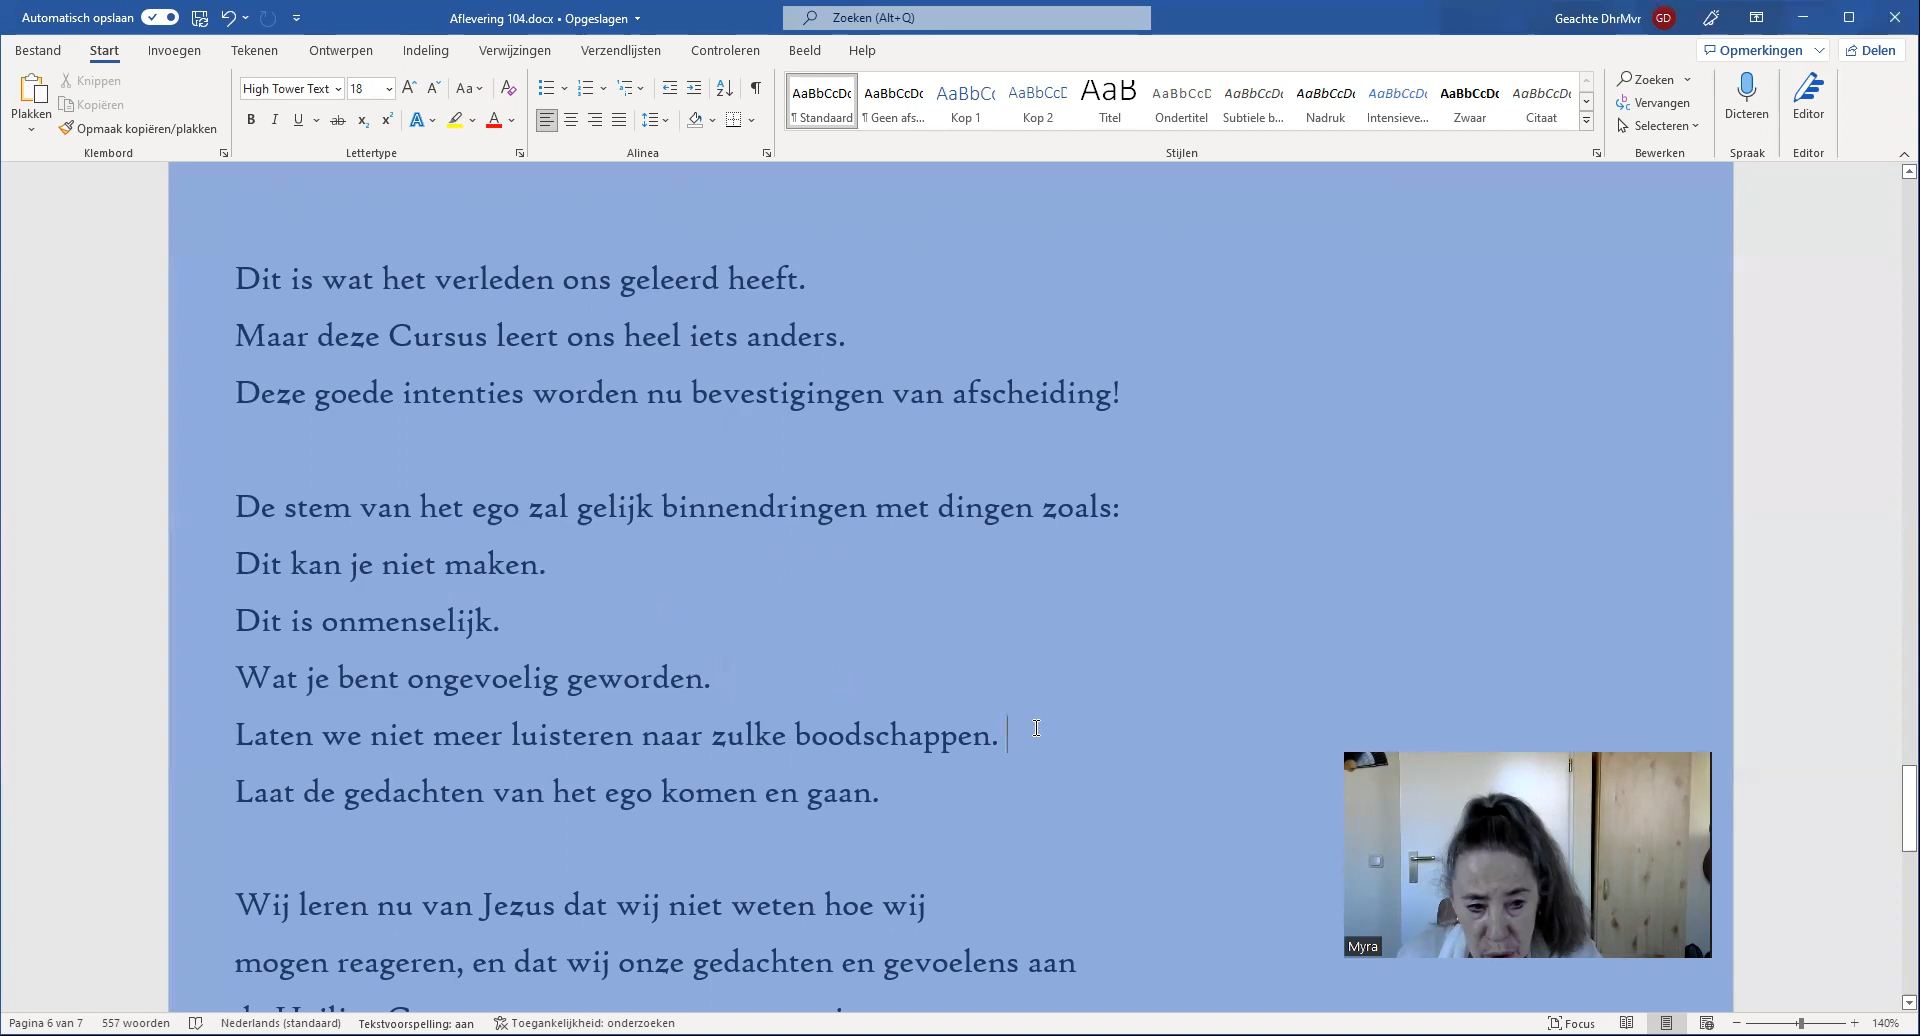 Automatisch opslaan
Aflevering 104.docx • Opgeslagen
Zoeken (Alt+Q)
Geachte DhrMvr
GD
Bestand Start Invoegen Tekenen Ontwerpen Indeling Verwijzingen Verzendlijsten Controleren Beeld Help
Opmerkingen Delen
Plakken
Knippen
Kopiëren
Opmaak kopiëren/plakken
Klembord
High Tower Text 18
Lettertype
Alinea
AaBbCcDc AaBbCcDc AaBbC( AaBbCcD AaB AaBbCcD AaBbCcDc AaBbCcDc AaBbCcDc AaBbCcDc AaBbCcDc
¶ Standaard ¶ Geen afs... Kop 1 Kop 2 Titel Ondertitel Subtiele b... Nadruk Intensieve... Zwaar Citaat
Stijlen
Zoeken
Vervangen
Selecteren
Bewerken
Dicteren
Spraak
Editor
Editor
Dit is wat het verleden ons geleerd heeft.
Maar deze Cursus leert ons heel iets anders.
Deze goede intenties worden nu bevestigingen van afscheiding!
De stem van het ego zal gelijk binnendringen met dingen zoals:
Dit kan je niet maken.
Dit is onmenselijk.
Wat je bent ongevoelig geworden.
Laten we niet meer luisteren naar zulke boodschappen.
Laat de gedachten van het ego komen en gaan.
Wij leren nu van Jezus dat wij niet weten hoe wij
mogen reageren, en dat wij onze gedachten en gevoelens aan
Myra
Pagina 6 van 7 557 woorden Nederlands (standaard) Tekstvoorspelling: aan Toegankelijkheid: onderzoeken Focus 140%